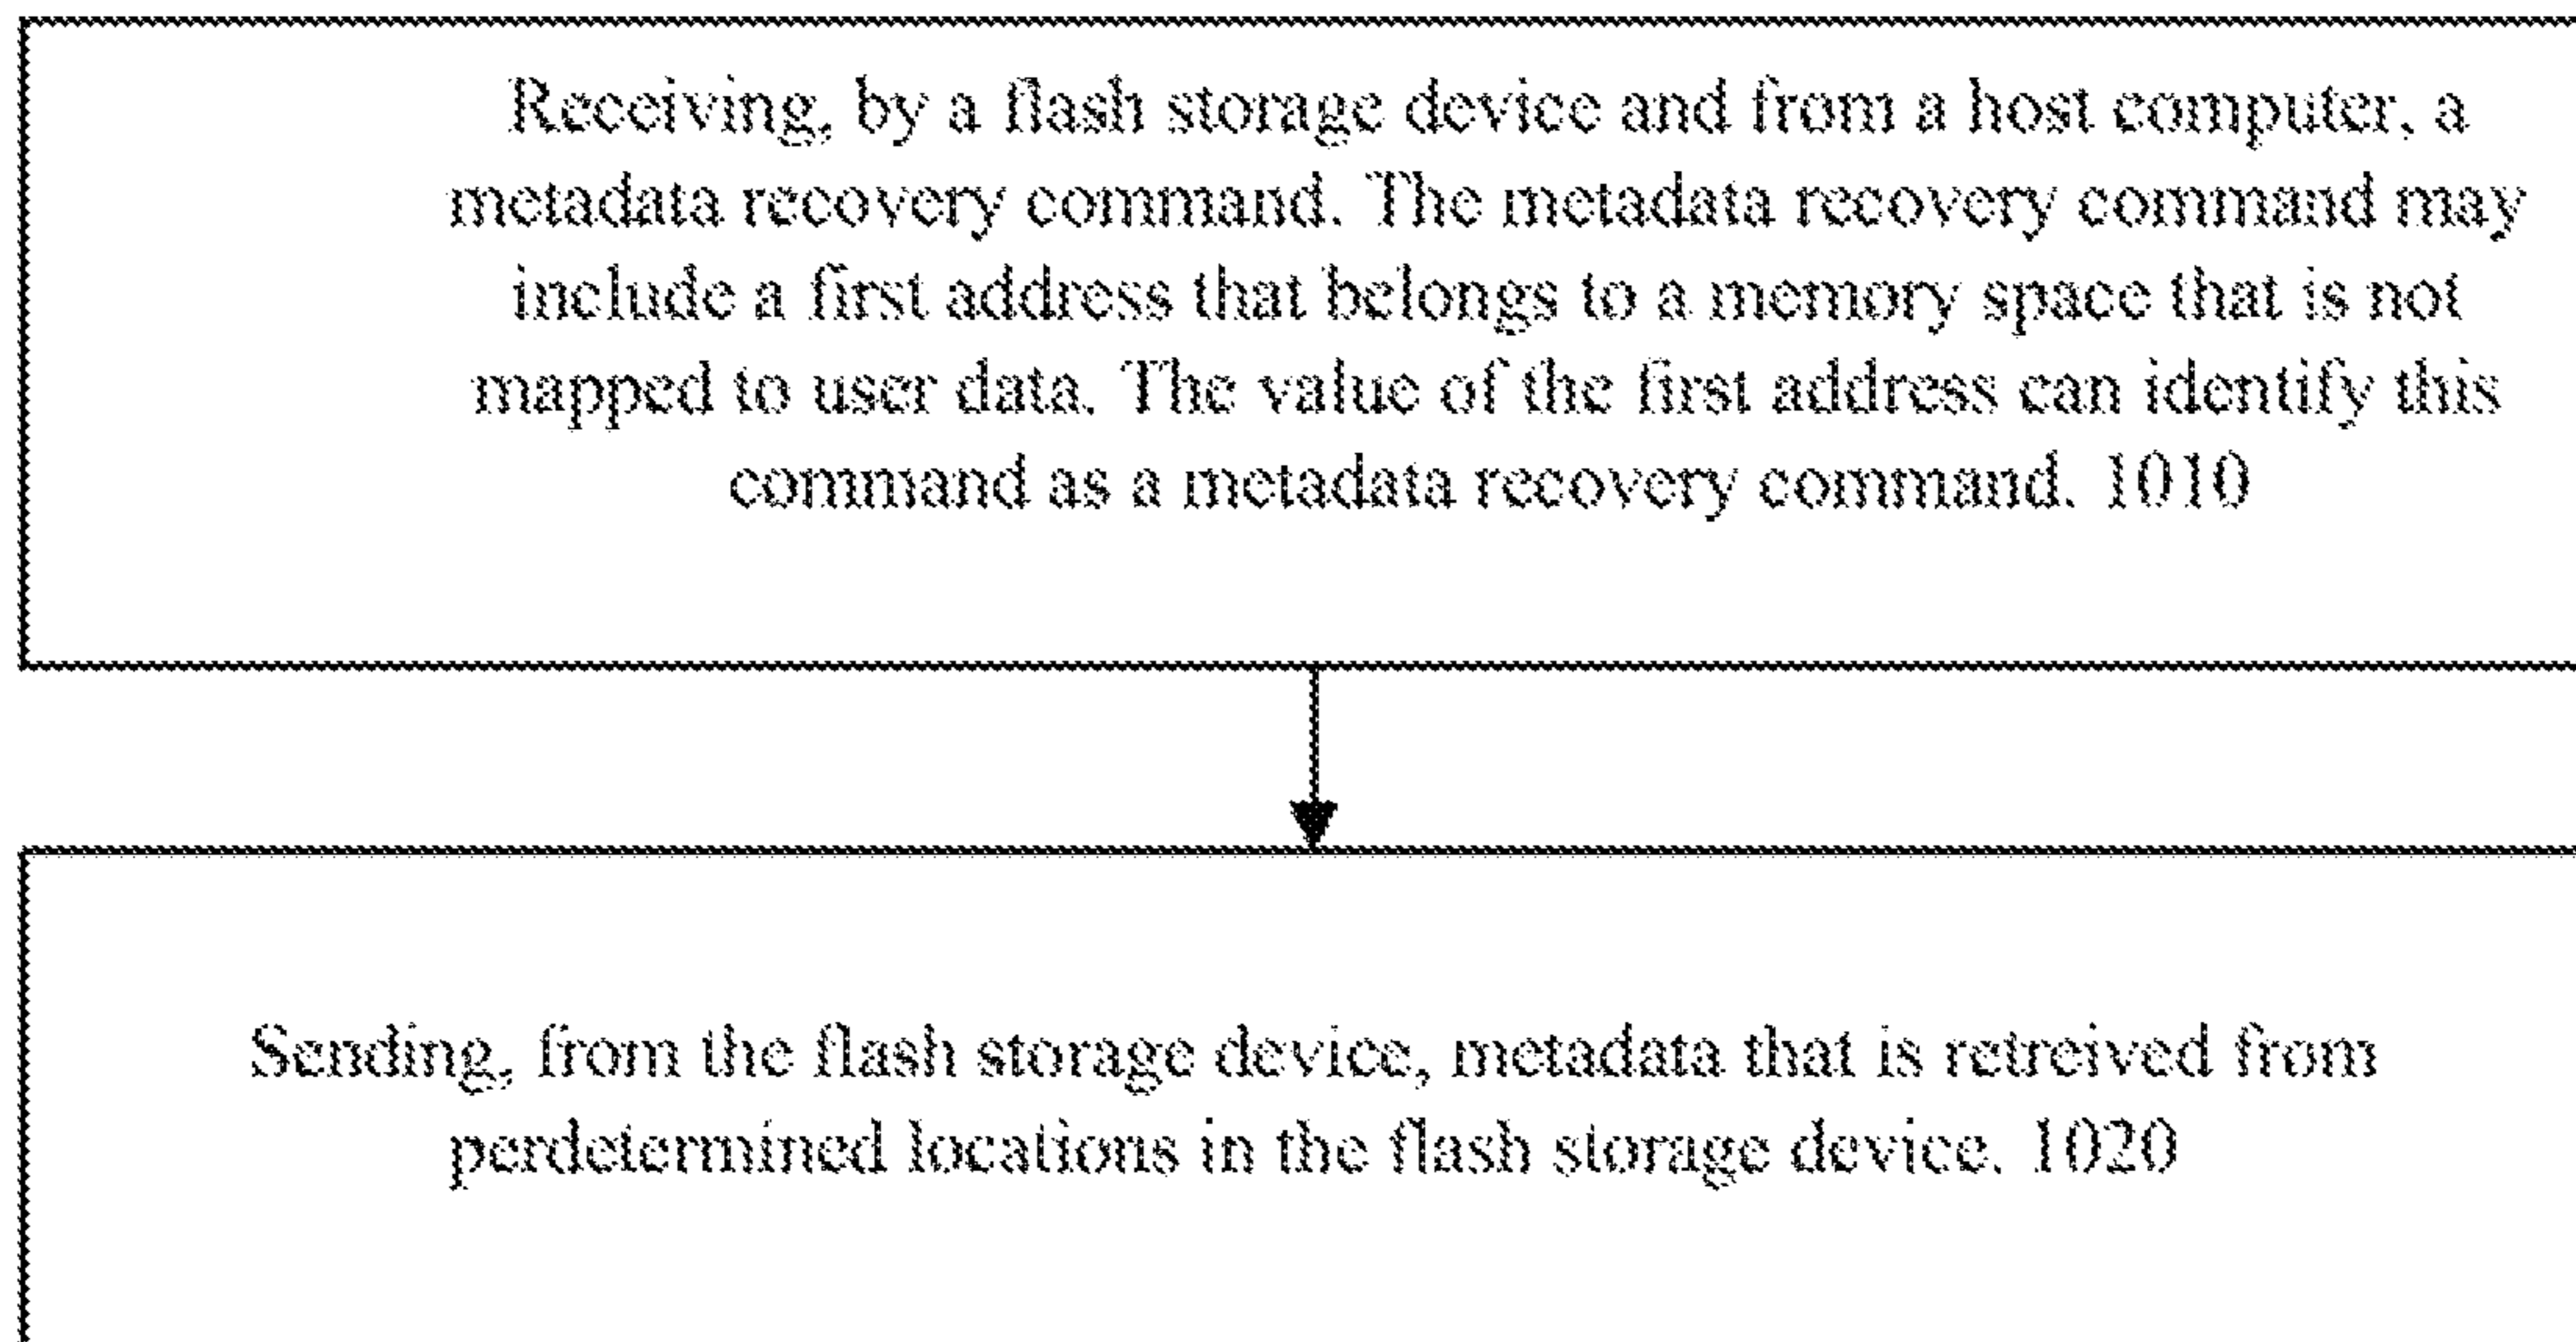 Receiving, by a flash storage device and from a host computer, a
metadata recovery command. The metadata recovery command may
include a first address that belongs to a memory space that is not
mapped to user data. The value of the first address can identify this
command as a metadata recovery command. 1010
Sending, from the flash storage device, metadata that is retreived from
perdetermined locations in the flash storage device. 1020